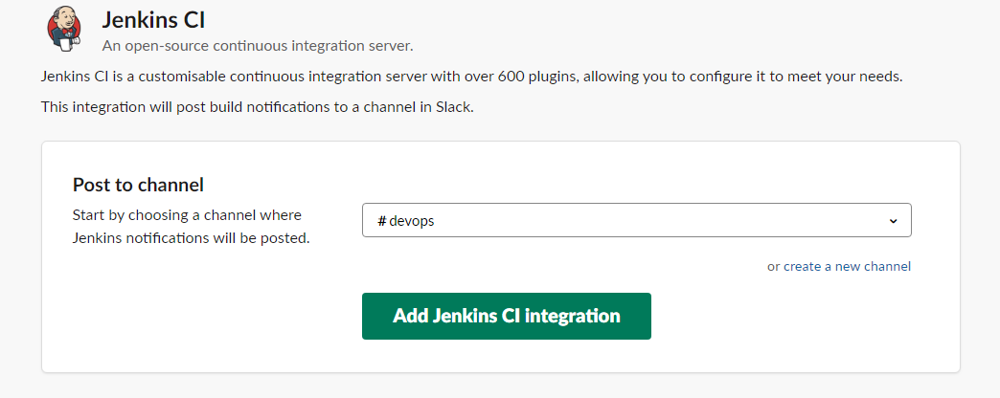 Jenkins CI
An open-source continuous integration server.
Jenkins CI is a customisable continuous integration server with over 600 plugins, allowing you to configure it to meet your needs.
This integration will post build notifications to a channel in Slack.
Post to channel
Start by choosing a channel where
Jenkins notifications will be posted.
# devops
or create a new channel
Add Jenkins CI integration